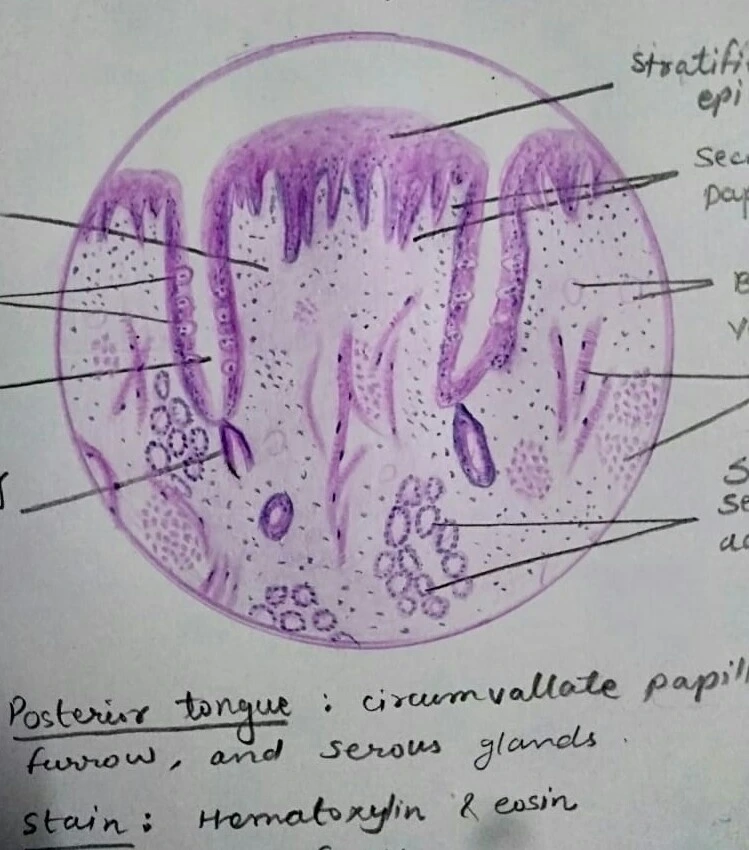 stratifi
epi
sec
pap
B
V
S
se
ac
Posterior tongue : circumvallate papill
furrow, and serous glands.
stain : Hematoxylin & eosin